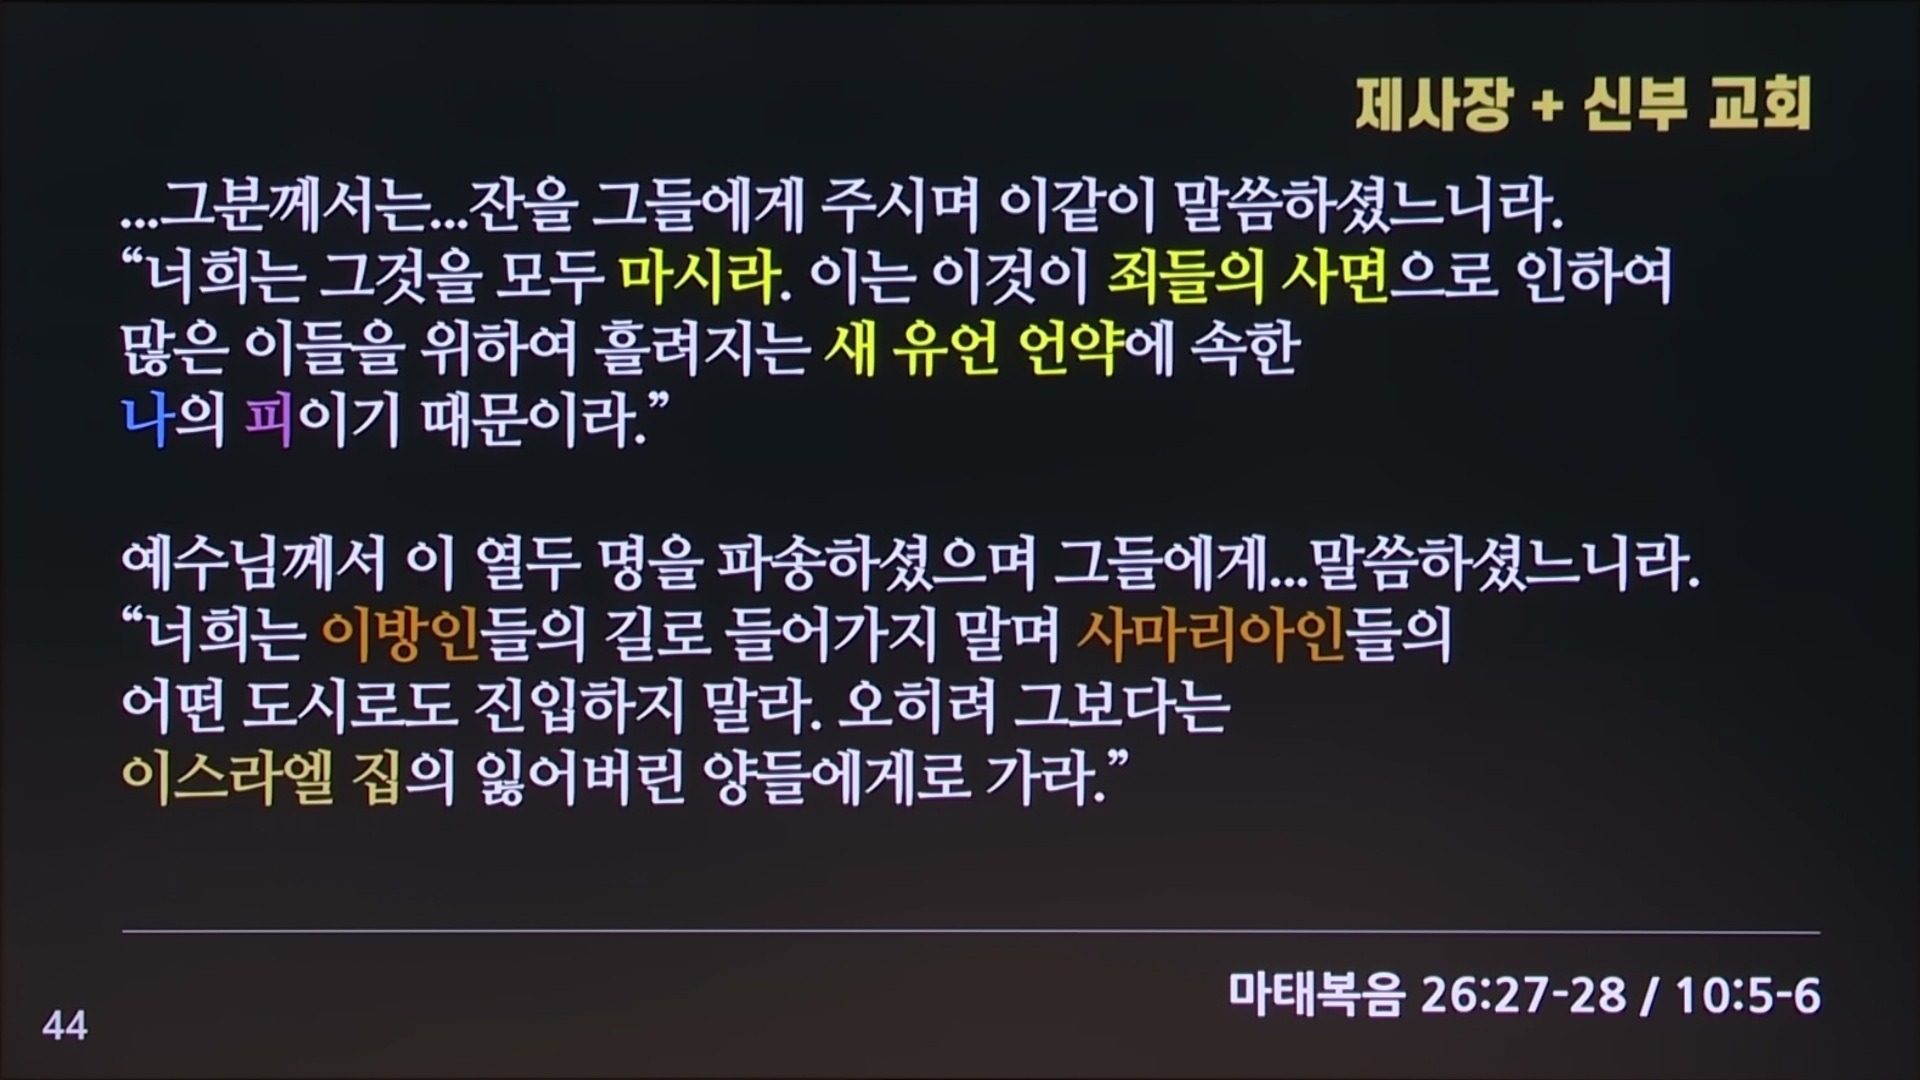 제사장 + 신부 교회
...그분께서는...잔을 그들에게 주시며 이같이 말씀하셨느니라.
“너희는 그것을 모두 마시라. 이는 이것이 죄들의 사면으로 인하여
많은 이들을 위하여 흘려지는 새 유언 언약에 속한
나의 피이기 때문이라.”
예수님께서 이 열두 명을 파송하셨으며 그들에게...말씀하셨느니라.
“너희는 이방인들의 길로 들어가지 말며 사마리아인들의
어떤 도시로도 진입하지 말라. 오히려 그보다는
이스라엘 집의 잃어버린 양들에게로 가라.”
마태복음 26:27-28 / 10:5-6
44